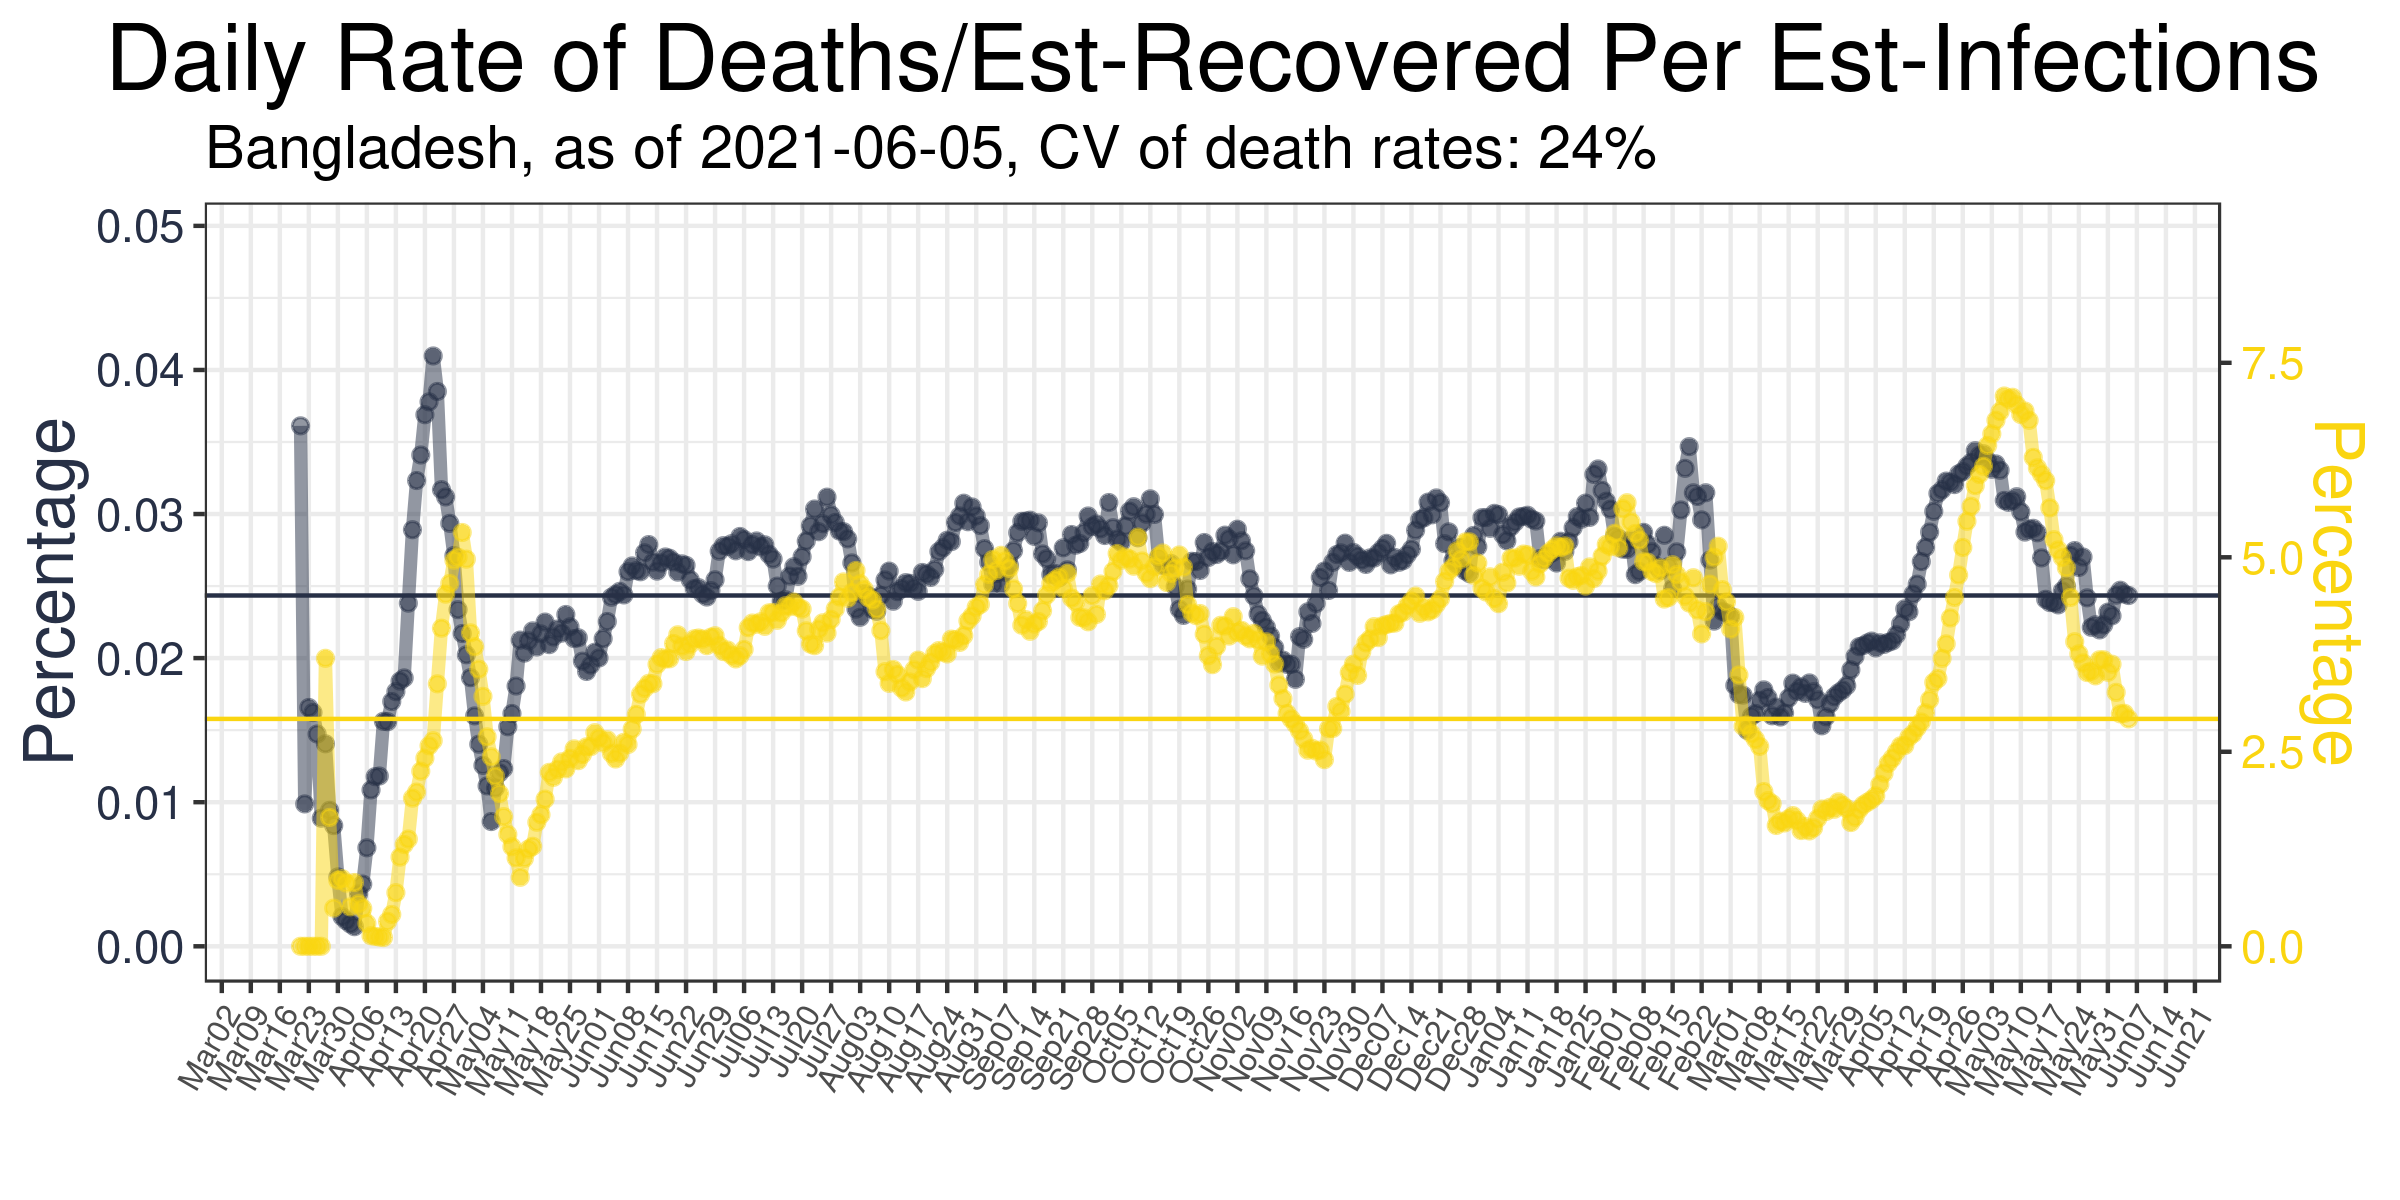 Daily Rate of Deaths/Est-Recovered Per Est-Infections
Bangladesh, as of 2021-06-05, CV of death rates: 24%
Percentage
0.05
0.04
0.03
0.02
0.01
0.00
7.5
5.0
2.5
0.0
Percentage
Mar02
Mar09
Mar16
Mar23
Mar30
Apr06
Apr13
Apr20
Apr27
May04
May11
May18
May25
Jun01
Jun08
Jun15
Jun22
Jun29
Jul06
Jul13
Jul20
Jul27
Aug03
Aug10
Aug17
Aug24
Aug31
Sep07
Sep14
Sep21
Sep28
Oct05
Oct12
Oct19
Oct26
Nov02
Nov09
Nov16
Nov23
Nov30
Dec07
Dec14
Dec21
Dec28
Jan04
Jan11
Jan18
Jan25
Feb01
Feb08
Feb15
Feb22
Mar01
Mar08
Mar15
Mar22
Mar29
Apr05
Apr12
Apr19
Apr26
May03
May10
May17
May24
May31
Jun07
Jun14
Jun21